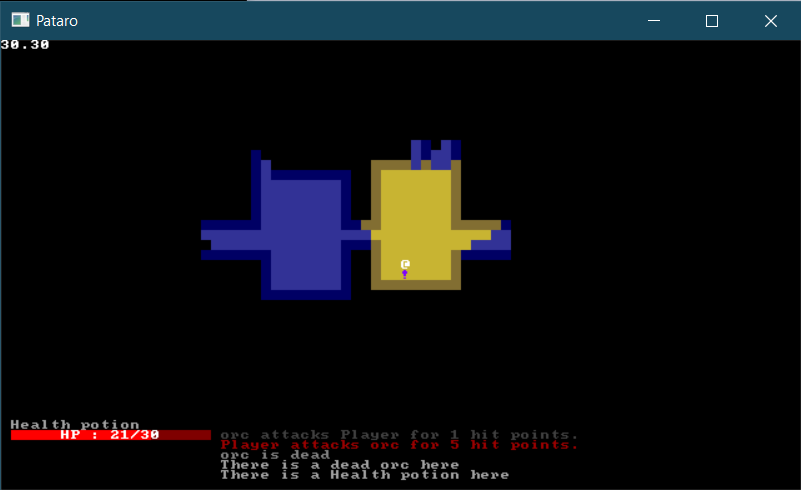 Pataro
30.30
@
Health potion
HP : 21/30
orc attacks Player for 1 hit points.
Player attacks orc for 5 hit points.
orc is dead
There is a dead orc here
There is a Health potion here